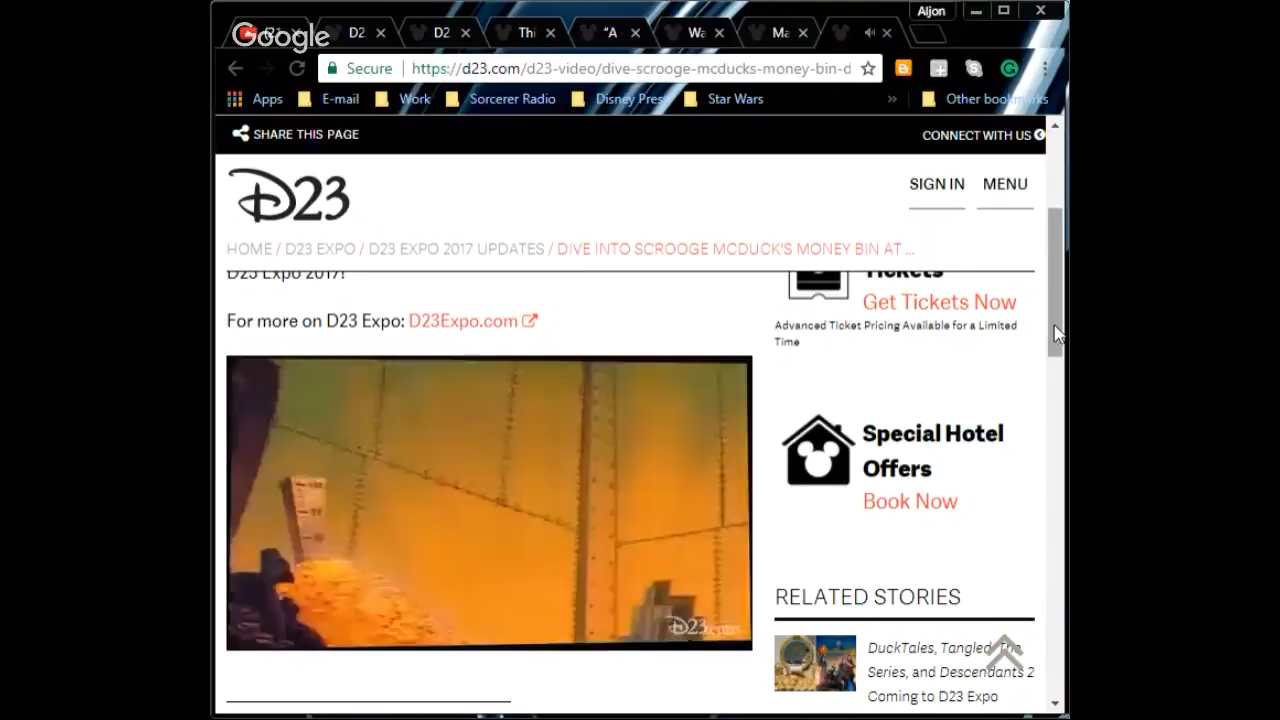 Aljon
Google
D2
D2
Thi
"A
Wa
Ma
Secure
https://d23.com/d23-video/dive-scrooge-mcducks-money-bin-d
Apps
E-mail
Work
Sorcerer Radio
Disney Pres
Star Wars
»
Other bookmarks
SHARE THIS PAGE
CONNECT WITH US
D23
SIGN IN
MENU
HOME / D23 EXPO / D23 EXPO 2017 UPDATES / DIVE INTO SCROOGE MCDUCK'S MONEY BIN AT ...
D23 Expo 2017!
Tickets
Get Tickets Now
Advanced Ticket Pricing Available for a Limited
Time
For more on D23 Expo: D23Expo.com
Special Hotel
Offers
Book Now
D23.com
RELATED STORIES
DuckTales, Tangled: The
Series, and Descendants 2
Coming to D23 Expo